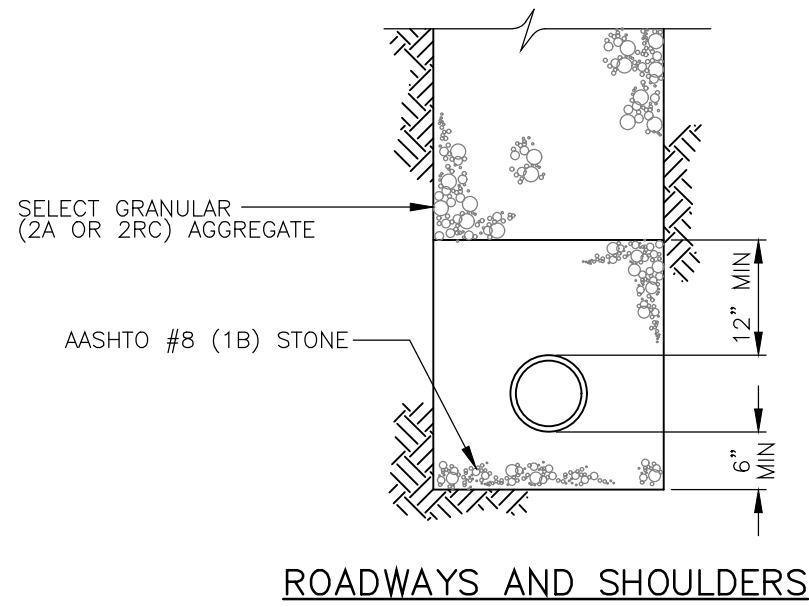 SELECT GRANULAR
(2A OR 2RC) AGGREGATE
12" MIN
AASHTO #8 (1B) STONE
6"
MIN
ROADWAYS AND SHOULDERS